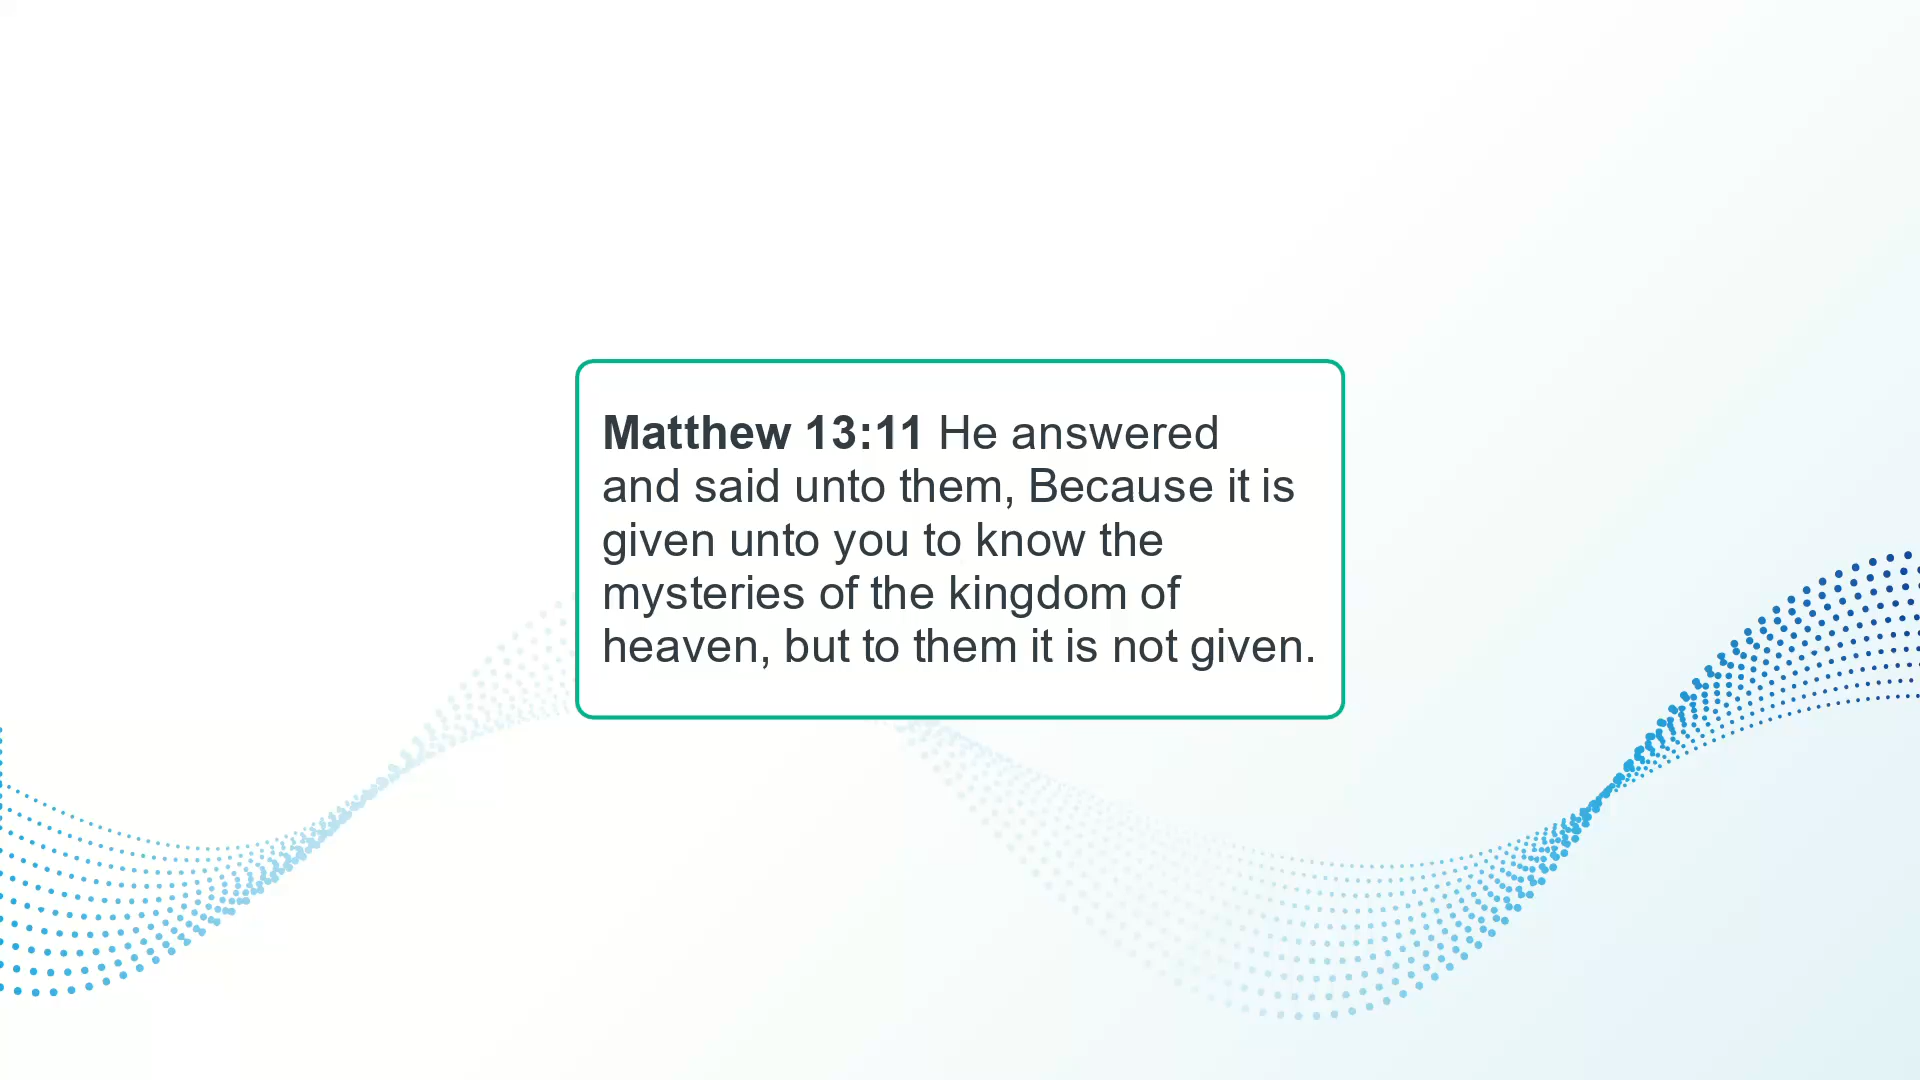 Matthew 13:11 He answered
and said unto them, Because it is
given unto you to know the
mysteries of the kingdom of
heaven, but to them it is not given.